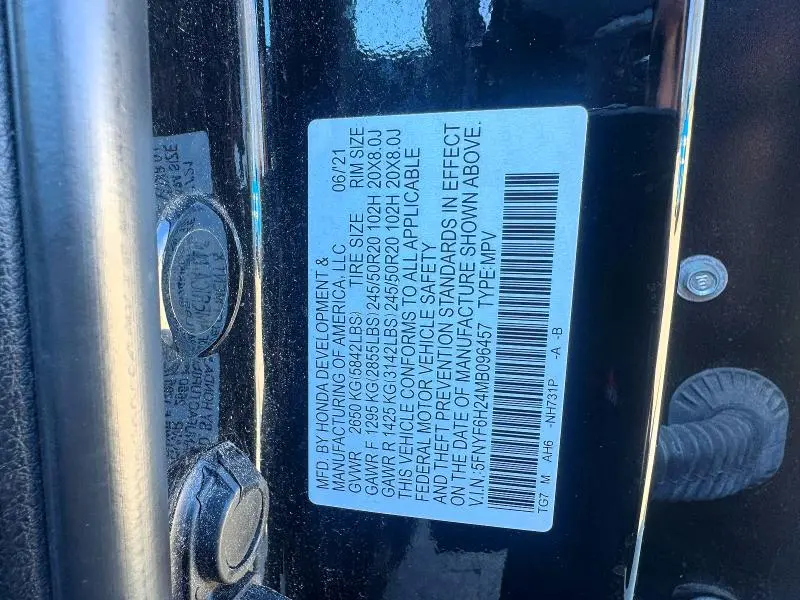 MFD. BY HONDA DEVELOPMENT &
MANUFACTURING OF AMERICA, LLC 06/21
GVWR 2650 KG(5842LBS) TIRE SIZE RIM SIZE
GAWR F 1295 KG(2855LBS) 245/50R20 102H 20X8.0J
GAWR R 1425 KG(3142LBS) 245/50R20 102H 20X8.0J
THIS VEHICLE CONFORMS TO ALL APPLICABLE
FEDERAL MOTOR VEHICLE SAFETY
AND THEFT PREVENTION STANDARDS IN EFFECT
ON THE DATE OF MANUFACTURE SHOWN ABOVE.
V.I.N:5FNYF6H24MB096457 TYPE:MPV
TG7 M AH6 -NH731P -A -B